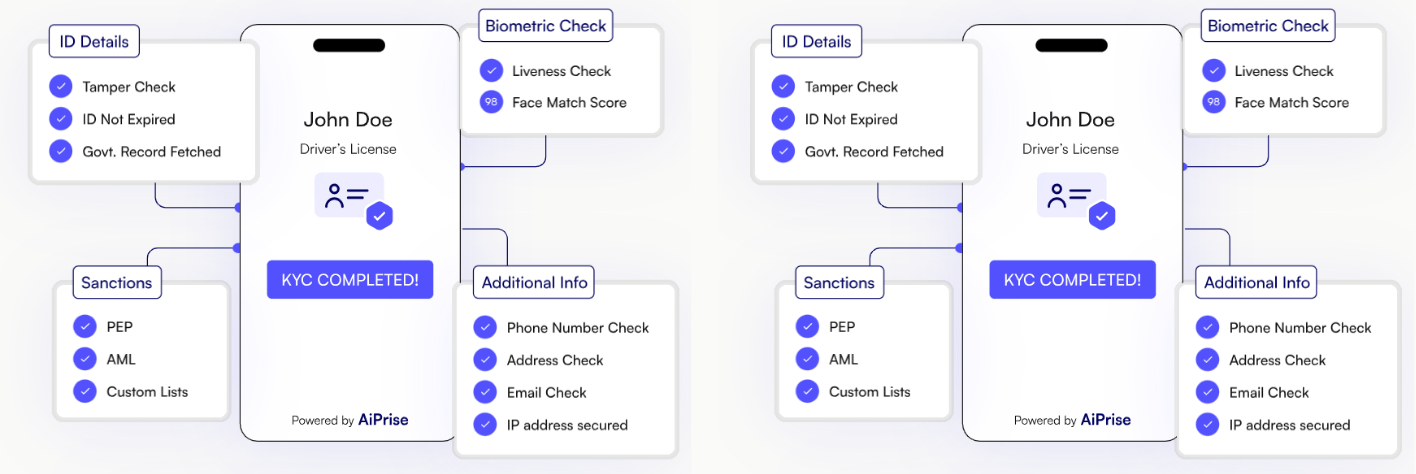 ID Details
Tamper Check
ID Not Expired
Govt. Record Fetched
Biometric Check
Liveness Check
98 Face Match Score
John Doe
Driver's License
KYC COMPLETED!
Sanctions
PEP
AML
Custom Lists
Additional Info
Phone Number Check
Address Check
Email Check
IP address secured
Powered by AiPrise
ID Details
Tamper Check
ID Not Expired
Govt. Record Fetched
Biometric Check
Liveness Check
98 Face Match Score
John Doe
Driver's License
KYC COMPLETED!
Sanctions
PEP
AML
Custom Lists
Additional Info
Phone Number Check
Address Check
Email Check
IP address secured
Powered by AiPrise